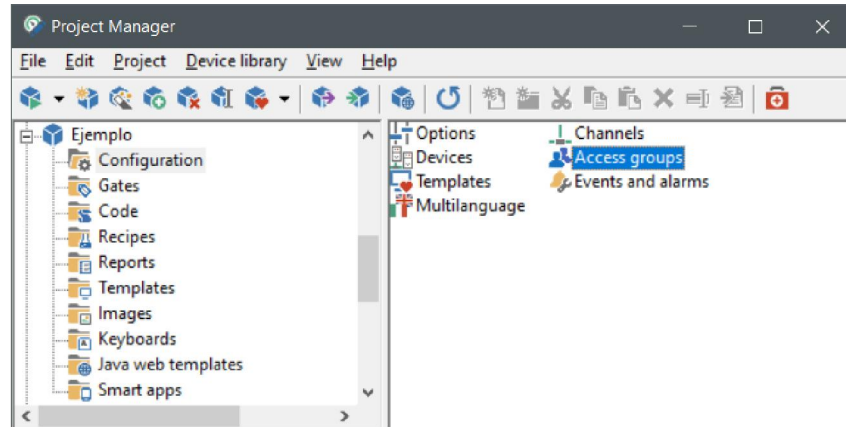 Project Manager
File Edit Project Device library View Help
Ejemplo
Configuration
Gates
Code
Recipes
Reports
Templates
Images
Keyboards
Java web templates
Smart apps
Options Channels
Devices Access groups
Templates Events and alarms
Multilanguage